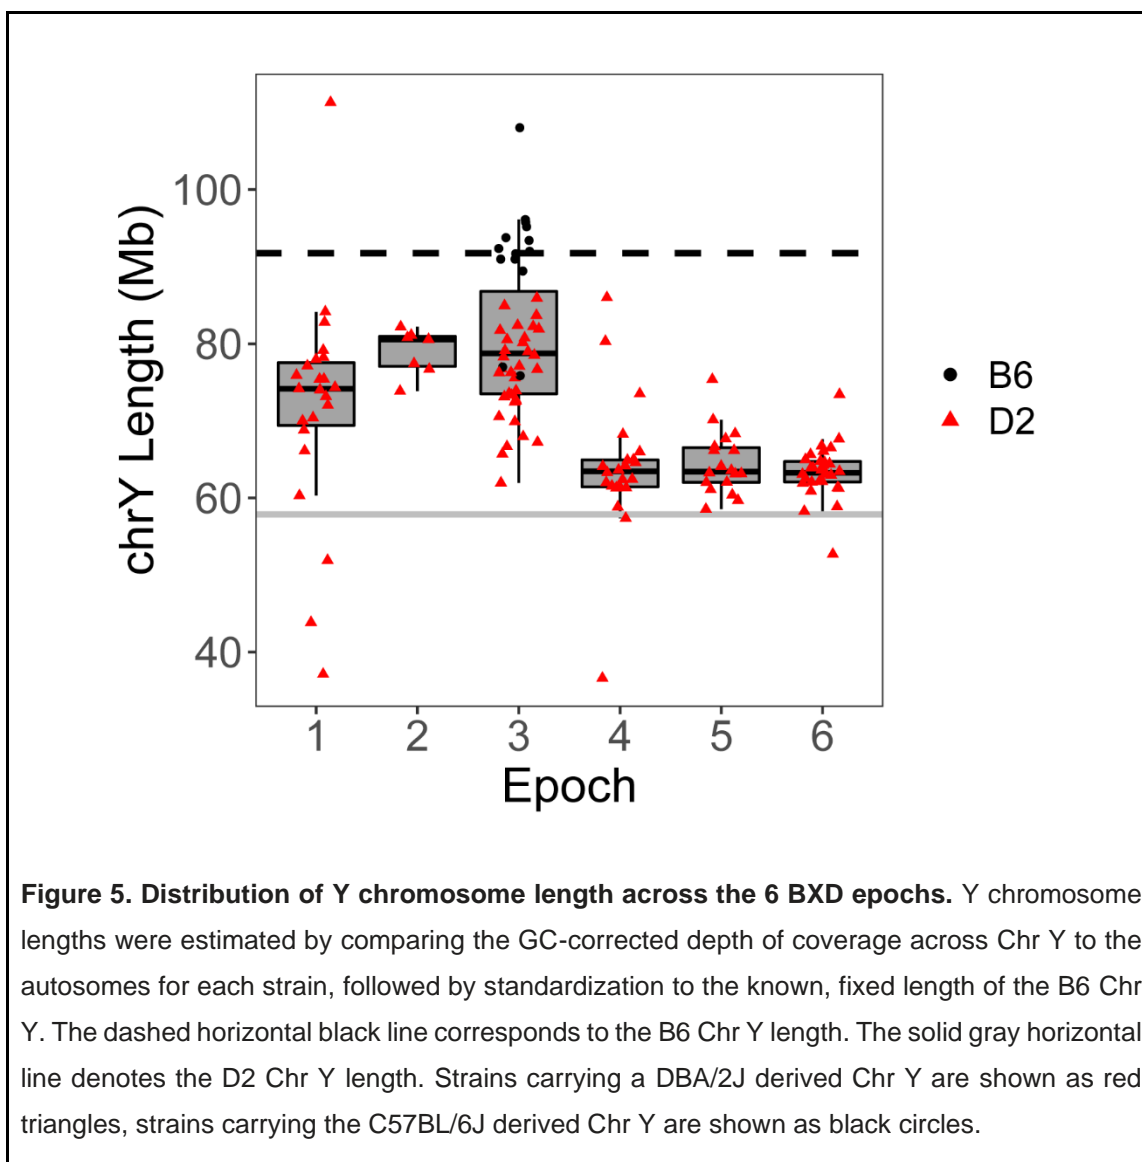 100
80
60
40
chrY Length (Mb)
1 2 3 4 5 6
Epoch
B6
D2
Figure 5. Distribution of Y chromosome length across the 6 BXD epochs. Y chromosome
lengths were estimated by comparing the GC-corrected depth of coverage across Chr Y to the
autosomes for each strain, followed by standardization to the known, fixed length of the B6 Chr
Y. The dashed horizontal black line corresponds to the B6 Chr Y length. The solid gray horizontal
line denotes the D2 Chr Y length. Strains carrying a DBA/2J derived Chr Y are shown as red
triangles, strains carrying the C57BL/6J derived Chr Y are shown as black circles.